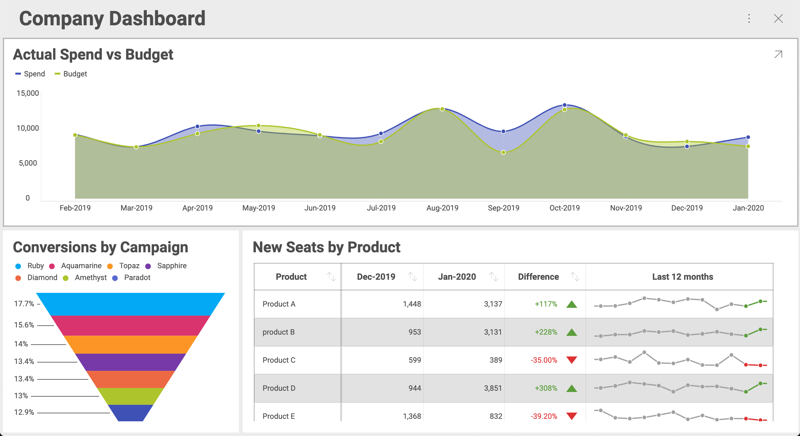 Company Dashboard
Actual Spend vs Budget
Spend Budget
15,000
10,000
5,000
0
Feb-2019 Mar-2019 Apr-2019 May-2019 Jun-2019 Jul-2019 Aug-2019 Sep-2019 Oct-2019 Nov-2019 Dec-2019 Jan-2020
Conversions by Campaign
Ruby Aquamarine Topaz Sapphire
Diamond Amethyst Paradot
17.7%
15.6%
14%
13.4%
13.4%
13%
12.9%
New Seats by Product
Product Dec-2019 Jan-2020 Difference Last 12 months
Product A 1,448 3,137 +117%
product B 953 3,131 +228%
Product C 599 389 -35.00%
Product D 944 3,851 +308%
Product E 1,368 832 -39.20%